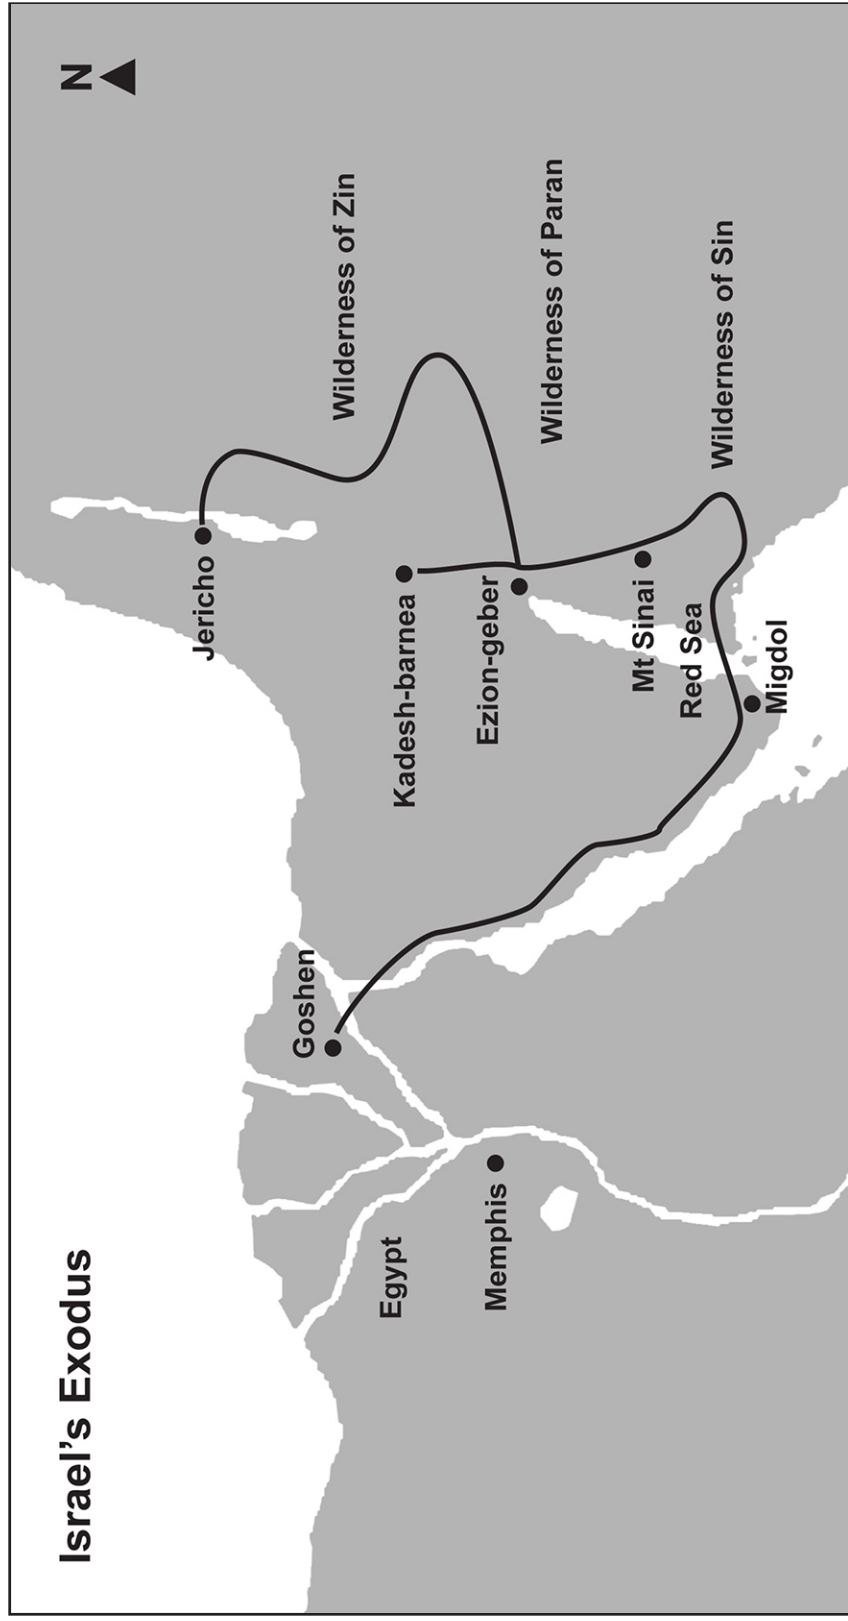 Israel's Exodus
N
Jericho
Wilderness of Zin
Goshen
Egypt
Kadesh-barnea
Ezion-geber
Wilderness of Paran
Memphis
Mt Sinai
Red Sea
Wilderness of Sin
Migdol